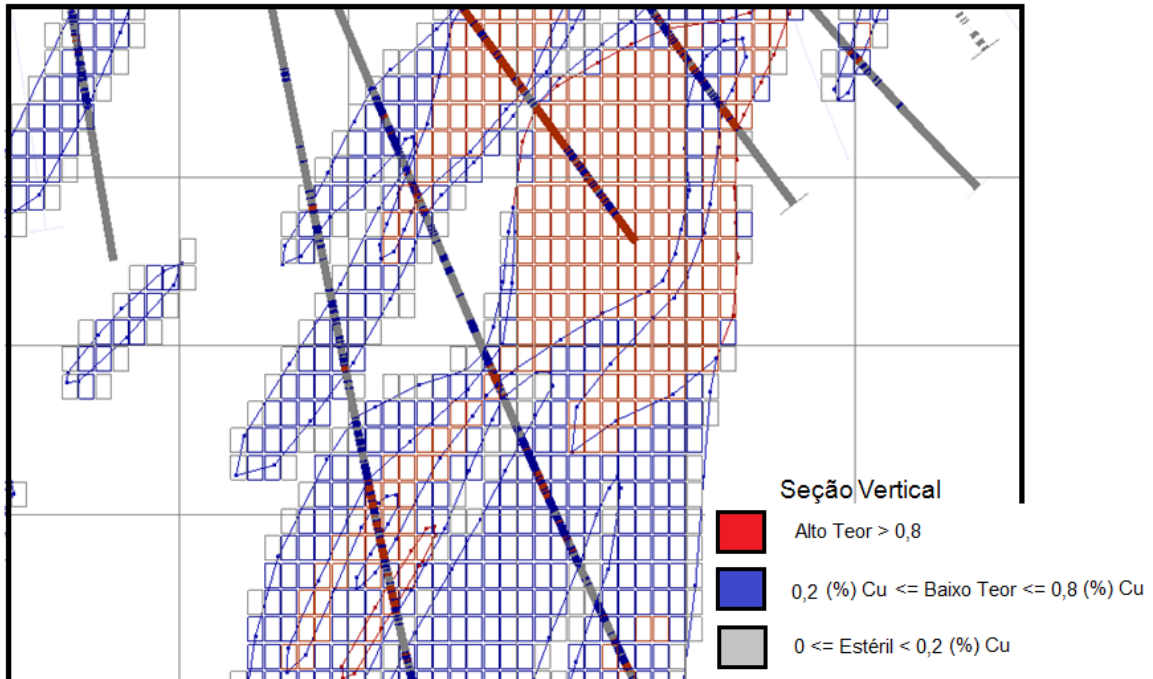 Seção Vertical
Alto Teor > 0,8
0,2 (%) Cu <= Baixo Teor <= 0,8 (%) Cu
0 <= Estéril < 0,2 (%) Cu